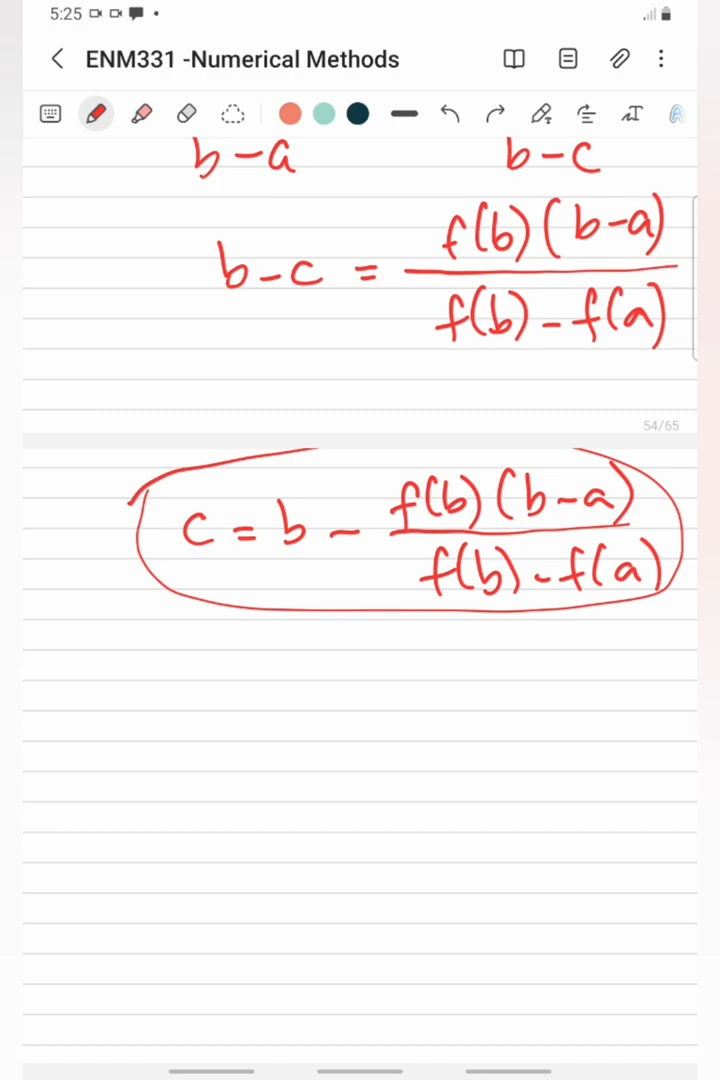 5:25
ENM331 -Numerical Methods
b-a b-c
b-c = f(b)(b-a) / f(b)-f(a)
54/65
c = b - f(b)(b-a) / f(b)-f(a)